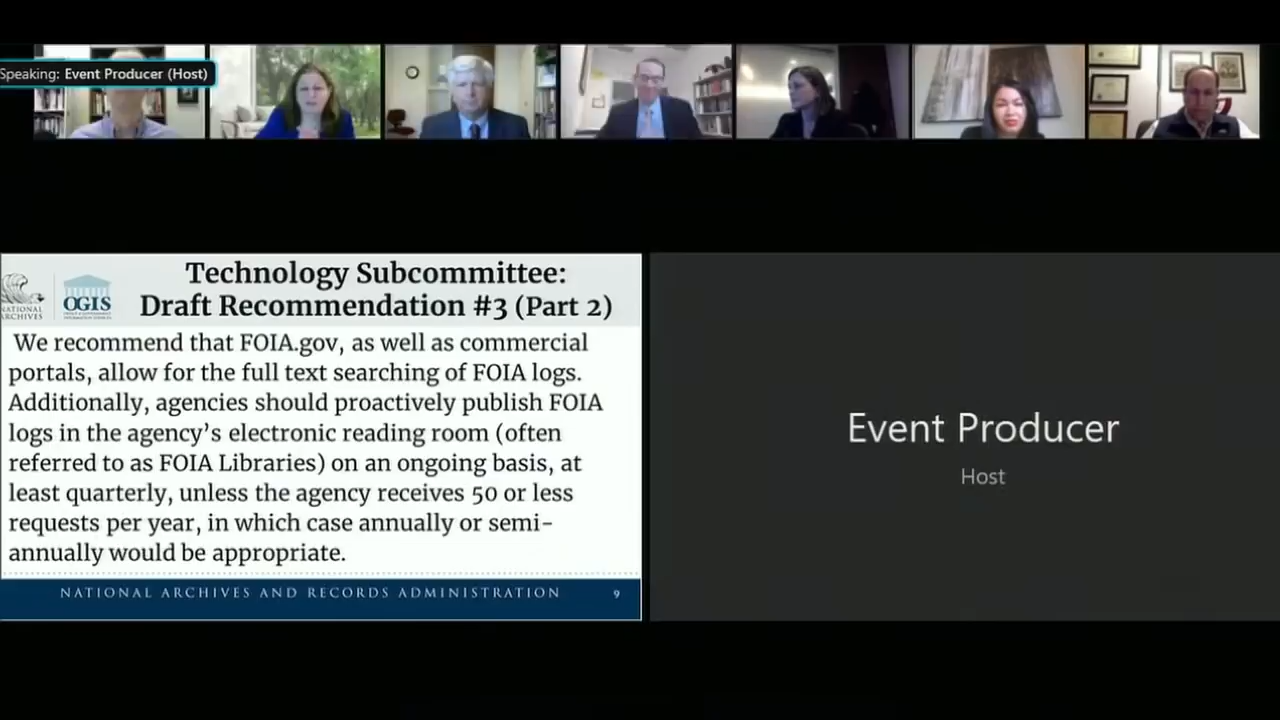 Speaking: Event Producer (Host)
NATIONAL
ARCHIVES
OGIS
Technology Subcommittee:
Draft Recommendation #3 (Part 2)
We recommend that FOIA.gov, as well as commercial
portals, allow for the full text searching of FOIA logs.
Additionally, agencies should proactively publish FOIA
logs in the agency's electronic reading room (often
referred to as FOIA Libraries) on an ongoing basis, at
least quarterly, unless the agency receives 50 or less
requests per year, in which case annually or semi-
annually would be appropriate.
NATIONAL ARCHIVES AND RECORDS ADMINISTRATION 9
Event Producer
Host